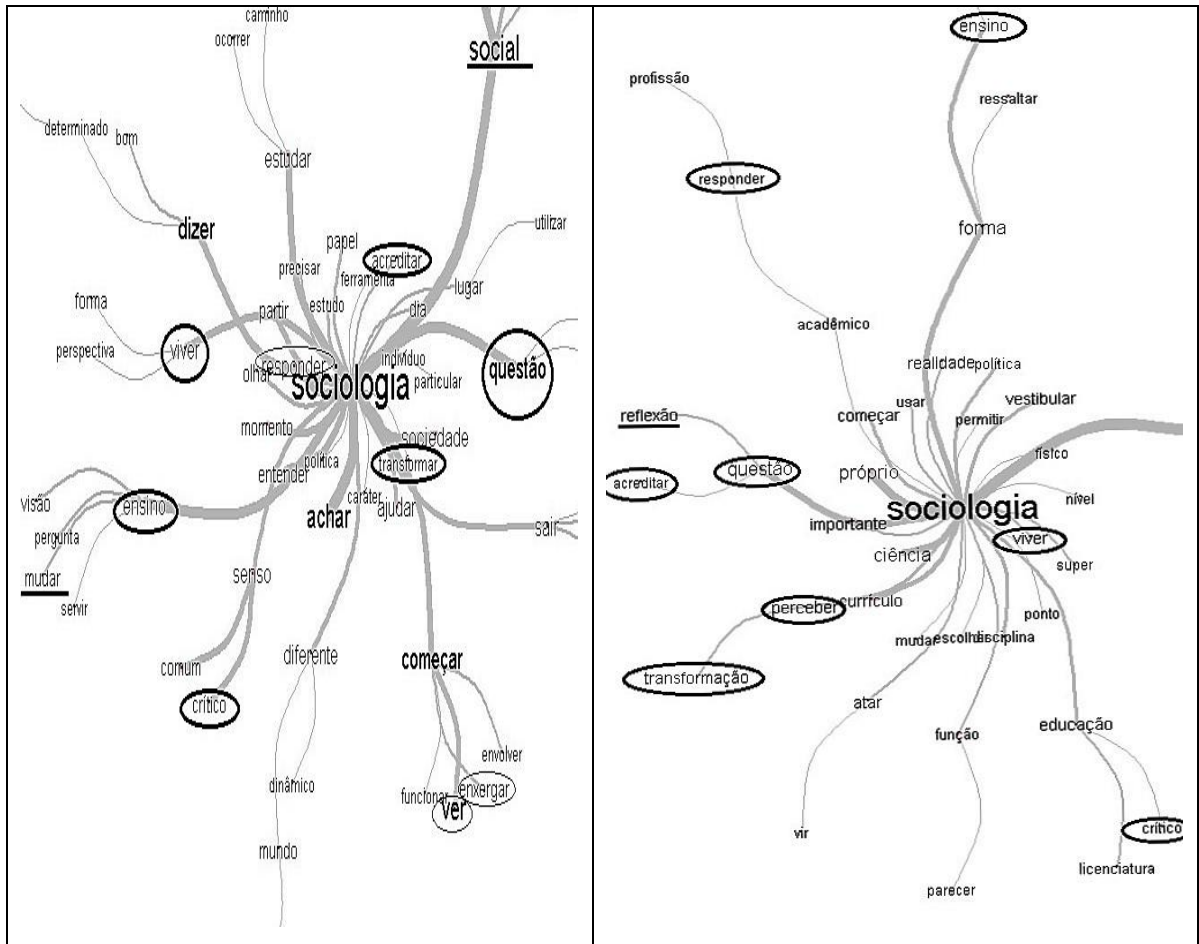 caminho
ocorrer
social
determinado
bom
estudar
dizer
utilizar
papel
acreditar
precisar
ferramenta
lugar
forma
partir
estudo
dia
perspectiva
viver
responder
indivíduo
questão
olhar
sociologia
particular
momento
sociedade
política
transformar
entender
visão
ensino
caráter
ajudar
achar
sair
pergunta
mudar
servir
senso
comum
diferente
começar
crítico
envolver
dinâmico
funcionar
enxergar
ver
mundo
ensino
profissão
ressaltar
responder
forma
acadêmico
realidade
política
usar
vestibular
reflexão
começar
permitir
físico
acreditar
questão
próprio
nível
sociologia
importante
viver
ciência
super
perceber
currículo
ponto
mudar
escolher
disciplina
transformação
atar
educação
função
vir
crítico
licenciatura
parecer